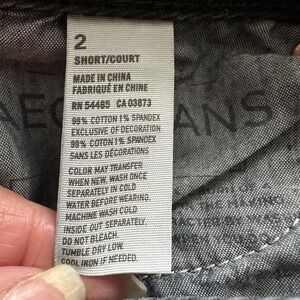 2
SHORT/COURT
MADE IN CHINA
FABRIQUÉ EN CHINE
RN 54485 CA 03873
99% COTTON 1% SPANDEX
EXCLUSIVE OF DECORATION
99% COTON 1% SPANDEX
SANS LES DÉCORATIONS
COLOR MAY TRANSFER
WHEN NEW. WASH ONCE
SEPARATELY IN COLD
WATER BEFORE WEARING.
MACHINE WASH COLD
INSIDE OUT SEPARATELY.
DO NOT BLEACH.
TUMBLE DRY LOW.
COOL IRON IF NEEDED.